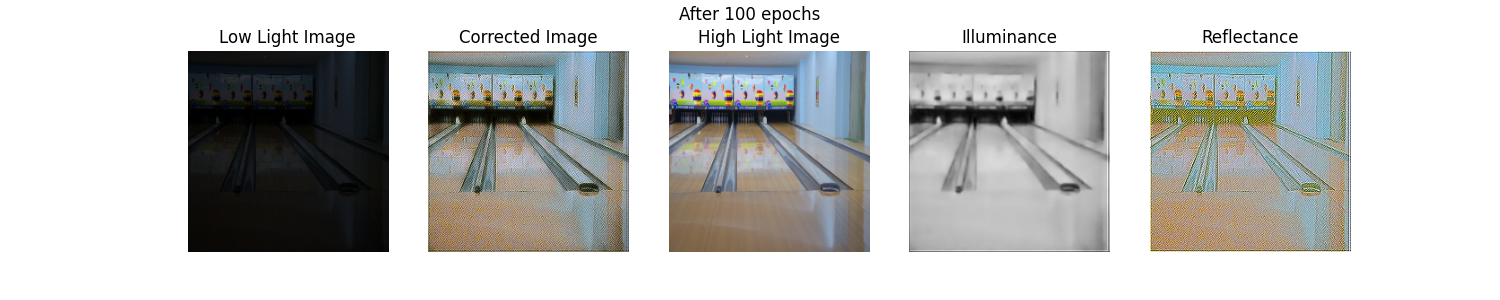 After 100 epochs
Low Light Image
Corrected Image
High Light Image
Illuminance
Reflectance